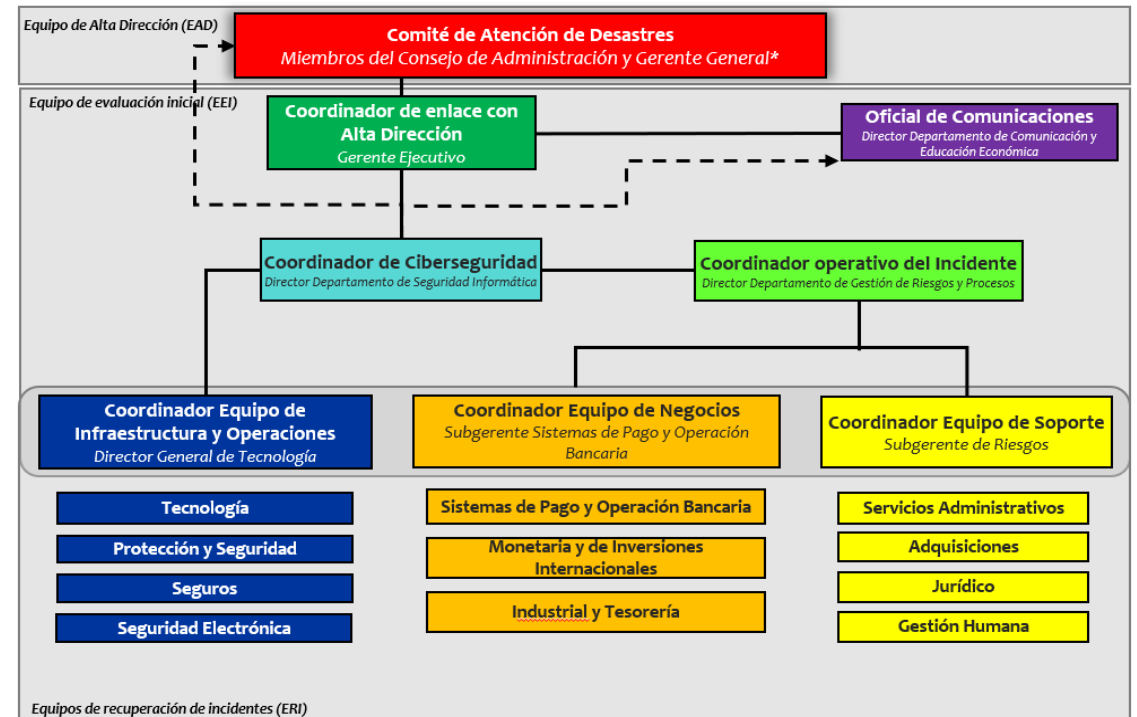 Equipo de Alta Dirección (EAD)
Comité de Atención de Desastres
Miembros del Consejo de Administración y Gerente General*
Equipo de evaluación inicial (EEI)
Coordinador de enlace con
Alta Dirección
Gerente Ejecutivo
Oficial de Comunicaciones
Director Departamento de Comunicación y
Educación Económica
Coordinador de Ciberseguridad
Director Departamento de Seguridad Informática
Coordinador operativo del Incidente
Director Departamento de Gestión de Riesgos y Procesos
Coordinador Equipo de
Infraestructura y Operaciones
Director General de Tecnología
Coordinador Equipo de Negocios
Subgerente Sistemas de Pago y Operación
Bancaria
Coordinador Equipo de Soporte
Subgerente de Riesgos
Tecnología
Protección y Seguridad
Seguros
Seguridad Electrónica
Sistemas de Pago y Operación Bancaria
Monetaria y de Inversiones
Internacionales
Industrial y Tesorería
Servicios Administrativos
Adquisiciones
Jurídico
Gestión Humana
Equipos de recuperación de incidentes (ERI)